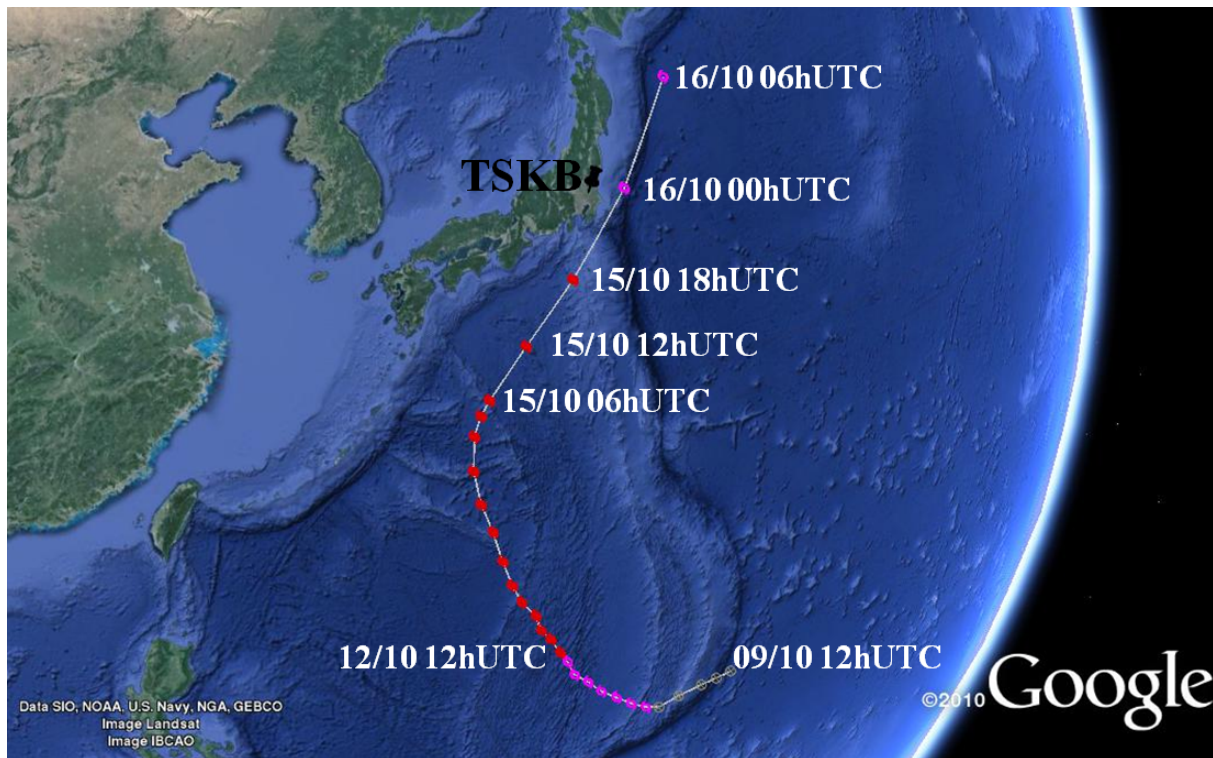 16/10 06hUTC
TSKB
16/10 00hUTC
15/10 18hUTC
15/10 12hUTC
15/10 06hUTC
12/10 12hUTC
09/10 12hUTC
Data SIO, NOAA, U.S. Navy, NGA, GEBCO
Image Landsat
Image IBCAO
©2010 Google